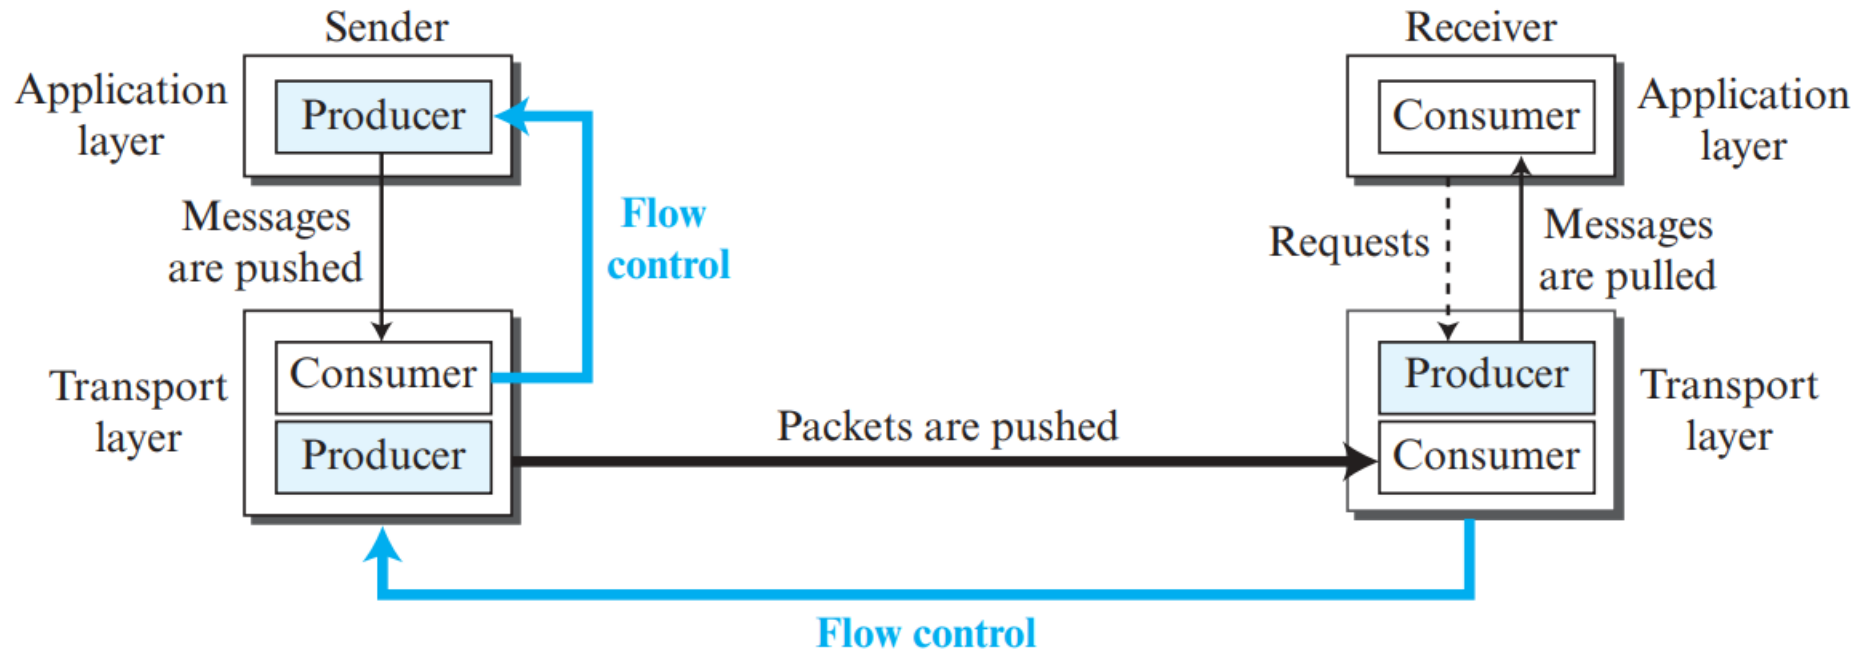 Sender
Receiver
Application
layer
Producer
Consumer
Application
layer
Messages
are pushed
Flow
control
Requests
Messages
are pulled
Transport
layer
Consumer
Producer
Packets are pushed
Producer
Consumer
Transport
layer
Flow control